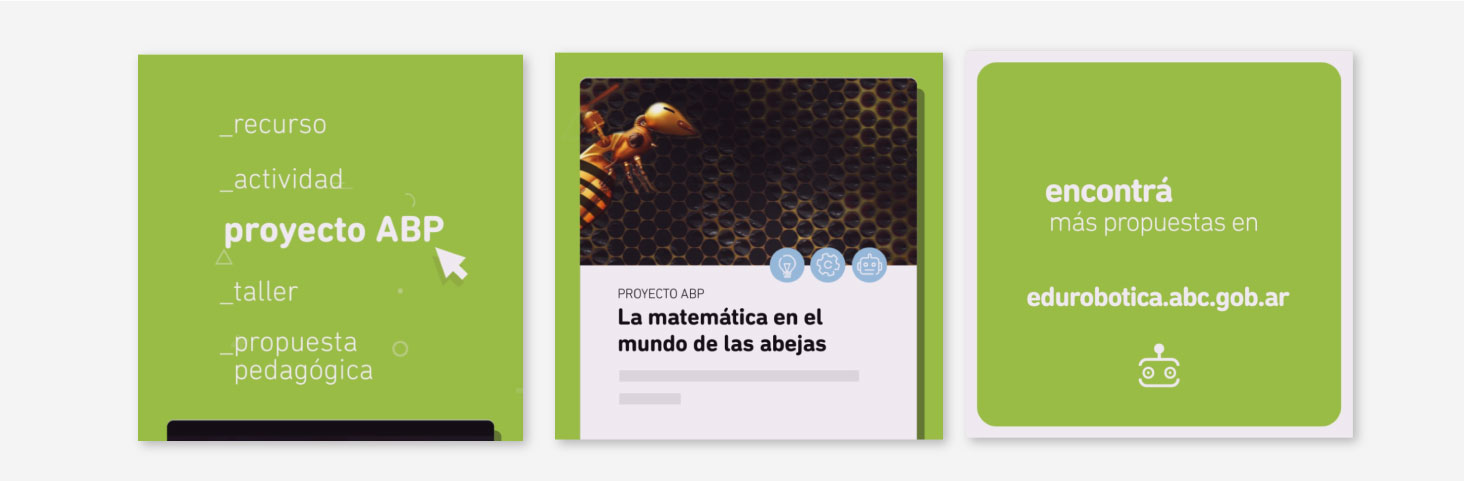 _recurso
_actividad
proyecto ABP
_taller
_propuesta
pedagógica
PROYECTO ABP
La matemática en el
mundo de las abejas
encontrá
más propuestas en
edurobotica.abc.gob.ar